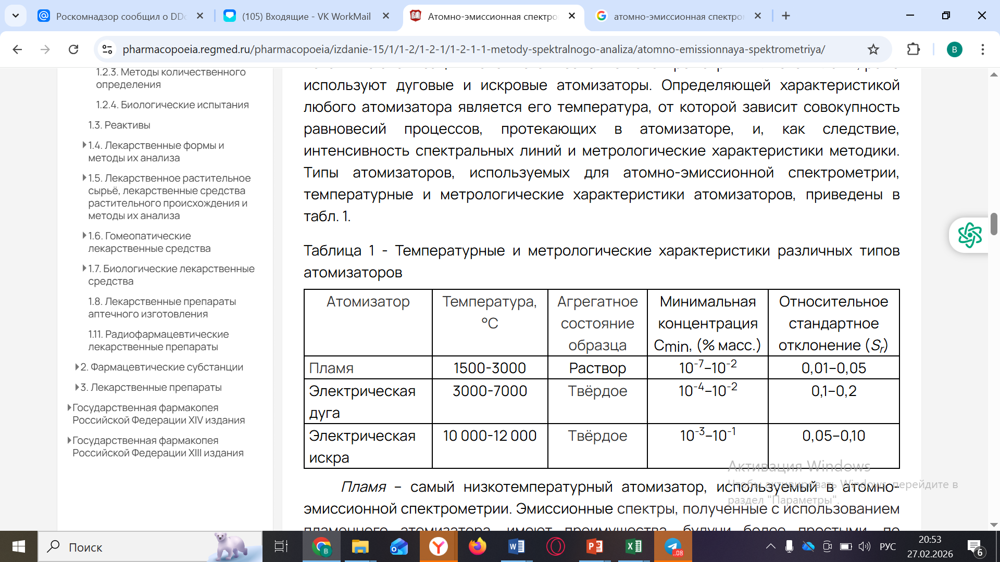 Роскомнадзор сообщил о DD
(105) Входящие - VK WorkMail
Атомно-эмиссионная спектро
атомно-эмиссионная спектро
pharmacopoeia.regmed.ru/pharmacopoeia/izdanie-15/1/1-2/1-2-1/1-2-1-1-metody-spektralnogo-analiza/atomno-emissionnaya-spektrometriya/
B
1.2.3. Методы количественного
определения
1.2.4. Биологические испытания
1.3. Реактивы
1.4. Лекарственные формы и
методы их анализа
1.5. Лекарственное растительное
сырьё, лекарственные средства
растительного происхождения и
методы их анализа
1.6. Гомеопатические
лекарственные средства
1.7. Биологические лекарственные
средства
1.8. Лекарственные препараты
аптечного изготовления
1.11. Радиофармацевтические
лекарственные препараты
2. Фармацевтические субстанции
3. Лекарственные препараты
Государственная фармакопея
Российской Федерации XIV издания
Государственная фармакопея
Российской Федерации XIII издания
используют дуговые и искровые атомизаторы. Определяющей характеристикой
любого атомизатора является его температура, от которой зависит совокупность
равновесий процессов, протекающих в атомизаторе, и, как следствие,
интенсивность спектральных линий и метрологические характеристики методики.
Типы атомизаторов, используемых для атомно-эмиссионной спектрометрии,
температурные и метрологические характеристики атомизаторов, приведены в
табл. 1.
Таблица 1 - Температурные и метрологические характеристики различных типов
атомизаторов
Атомизатор
Температура,
°С
Агрегатное
состояние
образца
Минимальная
концентрация
Cmin, (% масс.)
Относительное
стандартное
отклонение (Sr)
Пламя 1500-3000 Раствор 10⁻⁷–10⁻² 0,01–0,05
Электрическая
дуга
3000-7000 Твёрдое 10⁻⁴–10⁻² 0,1–0,2
Электрическая
искра
10 000-12 000 Твёрдое 10⁻³–10⁻¹ 0,05–0,10
Пламя – самый низкотемпературный атомизатор, используемый в атомно-
эмиссионной спектрометрии. Эмиссионные спектры, полученные с использованием
пламенного атомизатора, имеют преимущества, будучи более простыми, по
Активация Windows
Чтобы активировать Windows, перейдите в
раздел "Параметры".
Поиск
B
..08
РУС
20:53
27.02.2026
6